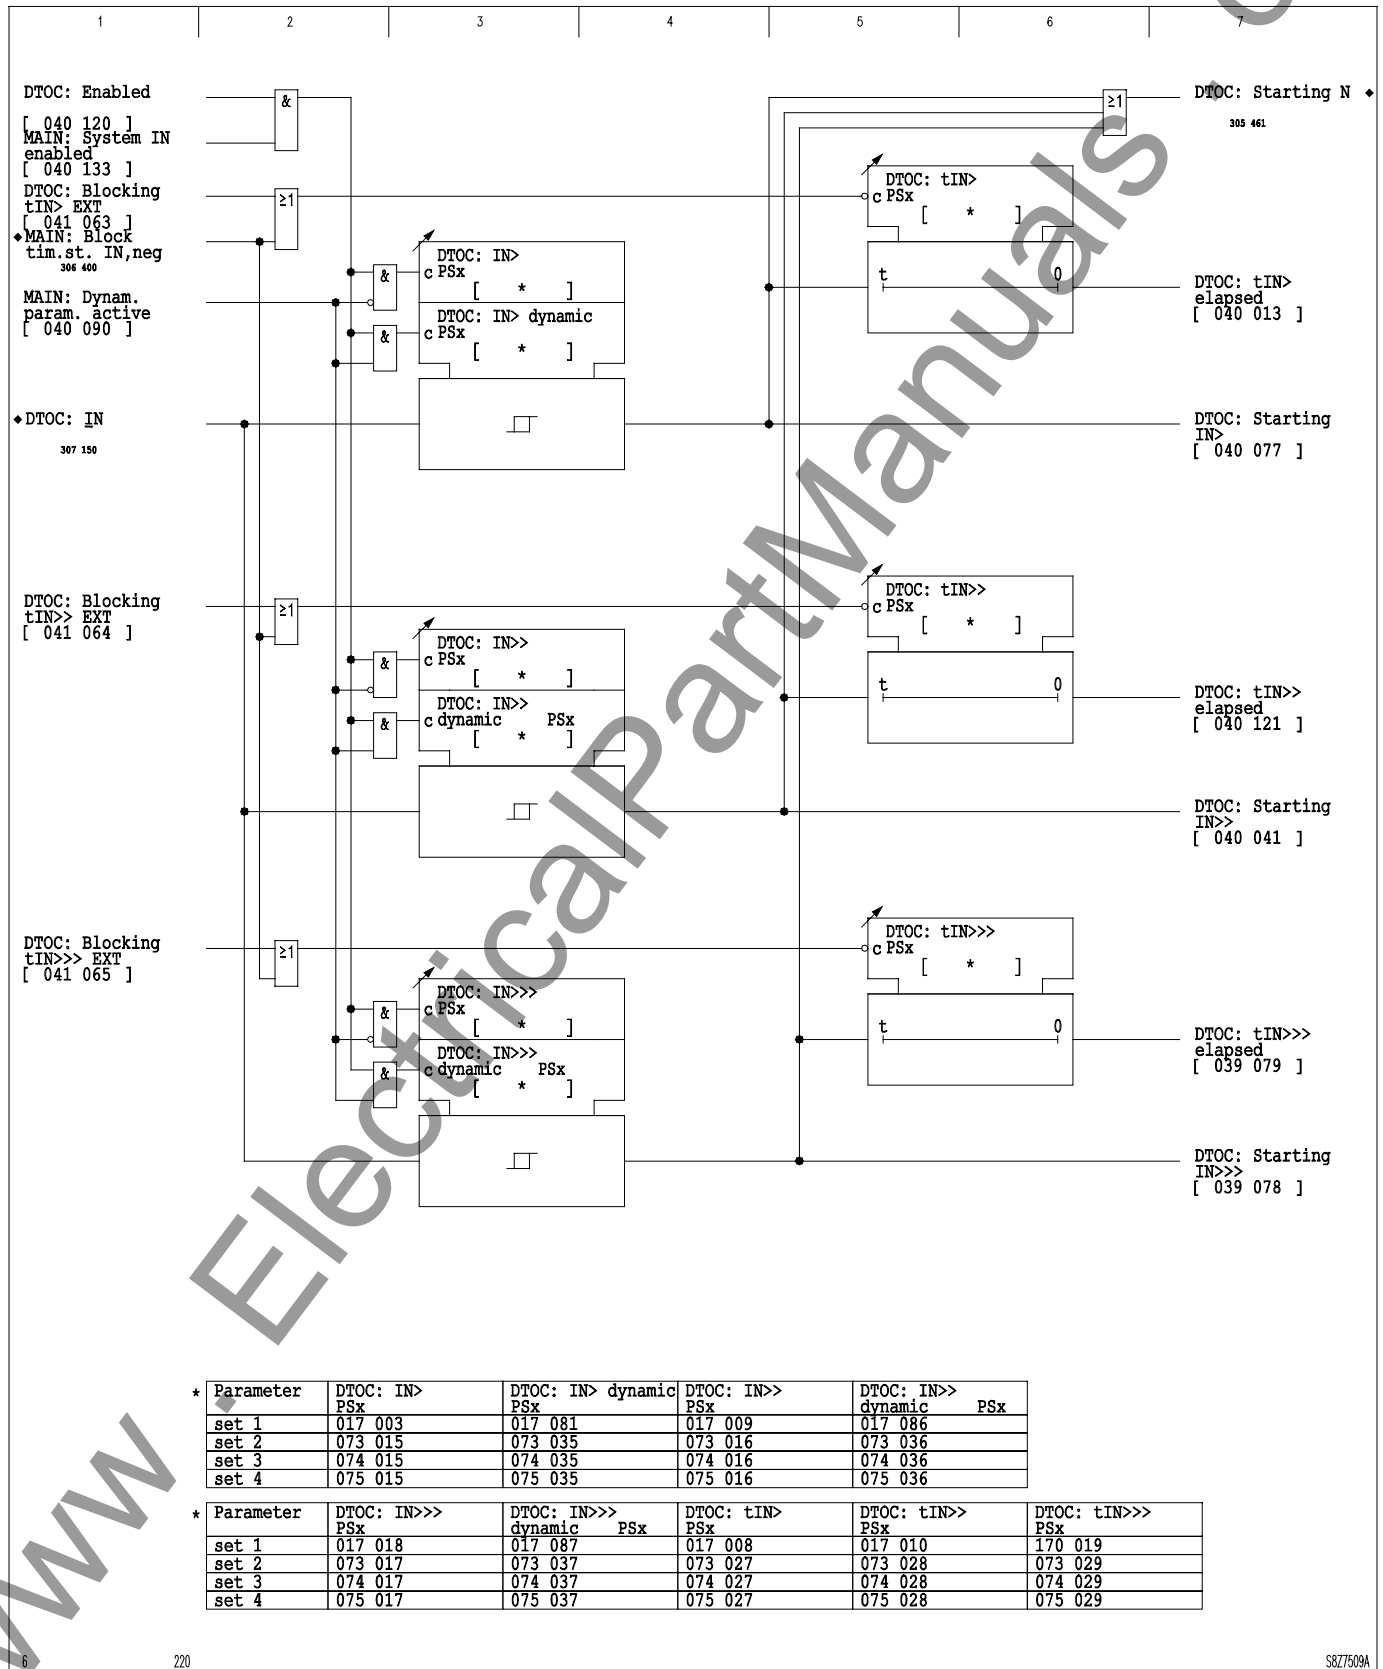 1 2 3 4 5 6 7
DTOC: Enabled
[ 040 120 ]
MAIN: System IN
enabled
[ 040 133 ]
DTOC: Blocking
tIN> EXT
[ 041 063 ]
◆MAIN: Block
tim.st. IN,neg
306 400
MAIN: Dynam.
param. active
[ 040 090 ]
◆DTOC: IN
307 150
DTOC: Blocking
tIN>> EXT
[ 041 064 ]
DTOC: Blocking
tIN>>> EXT
[ 041 065 ]
&
≥1
&
&
≥1
&
&
≥1
&
&
DTOC: IN>
c PSx
[ * ]
DTOC: IN> dynamic
c PSx
[ * ]
DTOC: IN>>
c PSx
[ * ]
DTOC: IN>>
c dynamic PSx
[ * ]
DTOC: IN>>>
c PSx
[ * ]
DTOC: IN>>>
c dynamic PSx
[ * ]
≥1
DTOC: tIN>
c PSx
[ * ]
t 0
DTOC: tIN>>
c PSx
[ * ]
t 0
DTOC: tIN>>>
c PSx
[ * ]
t 0
DTOC: Starting N ◆
305 461
DTOC: tIN>
elapsed
[ 040 013 ]
DTOC: Starting
IN>
[ 040 077 ]
DTOC: tIN>>
elapsed
[ 040 121 ]
DTOC: Starting
IN>>
[ 040 041 ]
DTOC: tIN>>>
elapsed
[ 039 079 ]
DTOC: Starting
IN>>>
[ 039 078 ]
* Parameter DTOC: IN> DTOC: IN> dynamic DTOC: IN>> DTOC: IN>>
PSx PSx PSx dynamic PSx
set 1 017 003 017 081 017 009 017 086
set 2 073 015 073 035 073 016 073 036
set 3 074 015 074 035 074 016 074 036
set 4 075 015 075 035 075 016 075 036
* Parameter DTOC: IN>>> DTOC: IN>>> DTOC: tIN> DTOC: tIN>> DTOC: tIN>>>
PSx dynamic PSx PSx PSx PSx
set 1 017 018 017 087 017 008 017 010 170 019
set 2 073 017 073 037 073 027 073 028 073 029
set 3 074 017 074 037 074 027 074 028 074 029
set 4 075 017 075 037 075 027 075 028 075 029
6 220 S8Z7509A
www . ElectricalPartManuals .